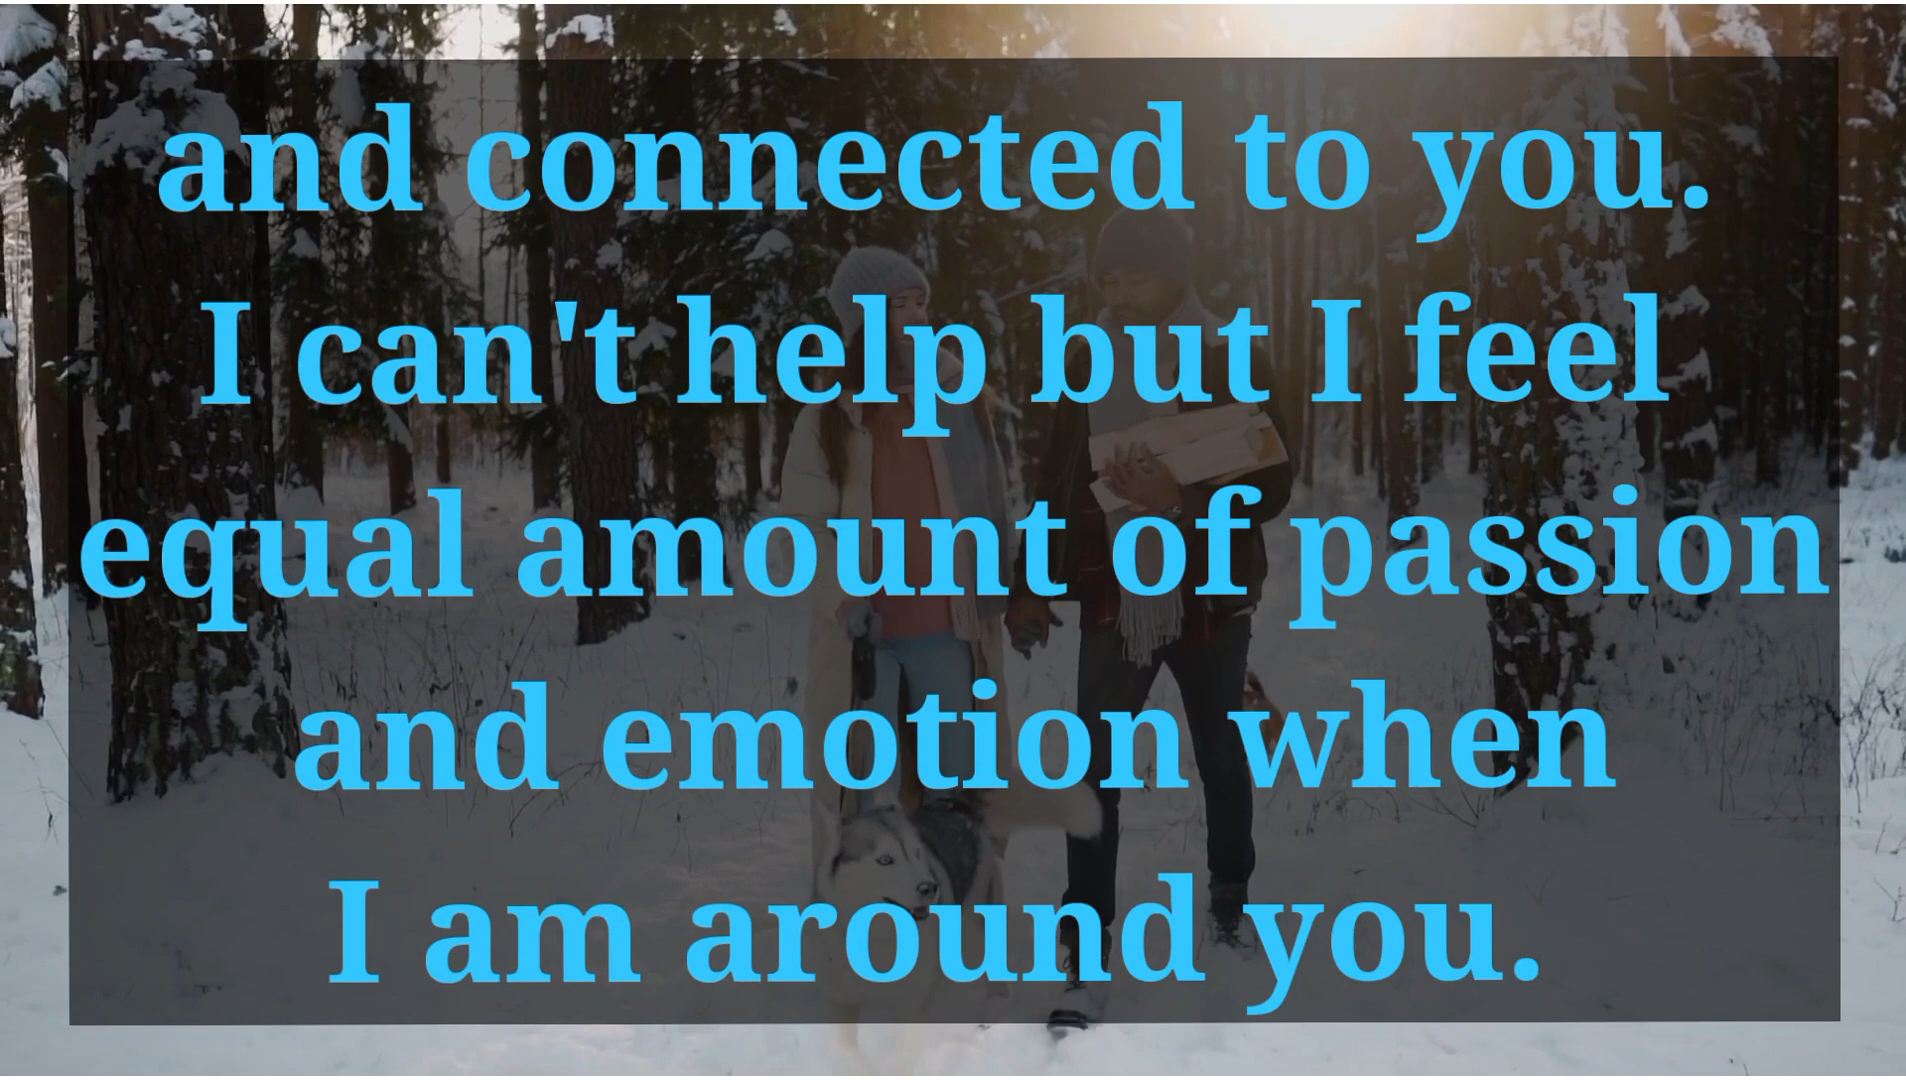 and connected to you.
I can't help but I feel
equal amount of passion
and emotion when
I am around you.